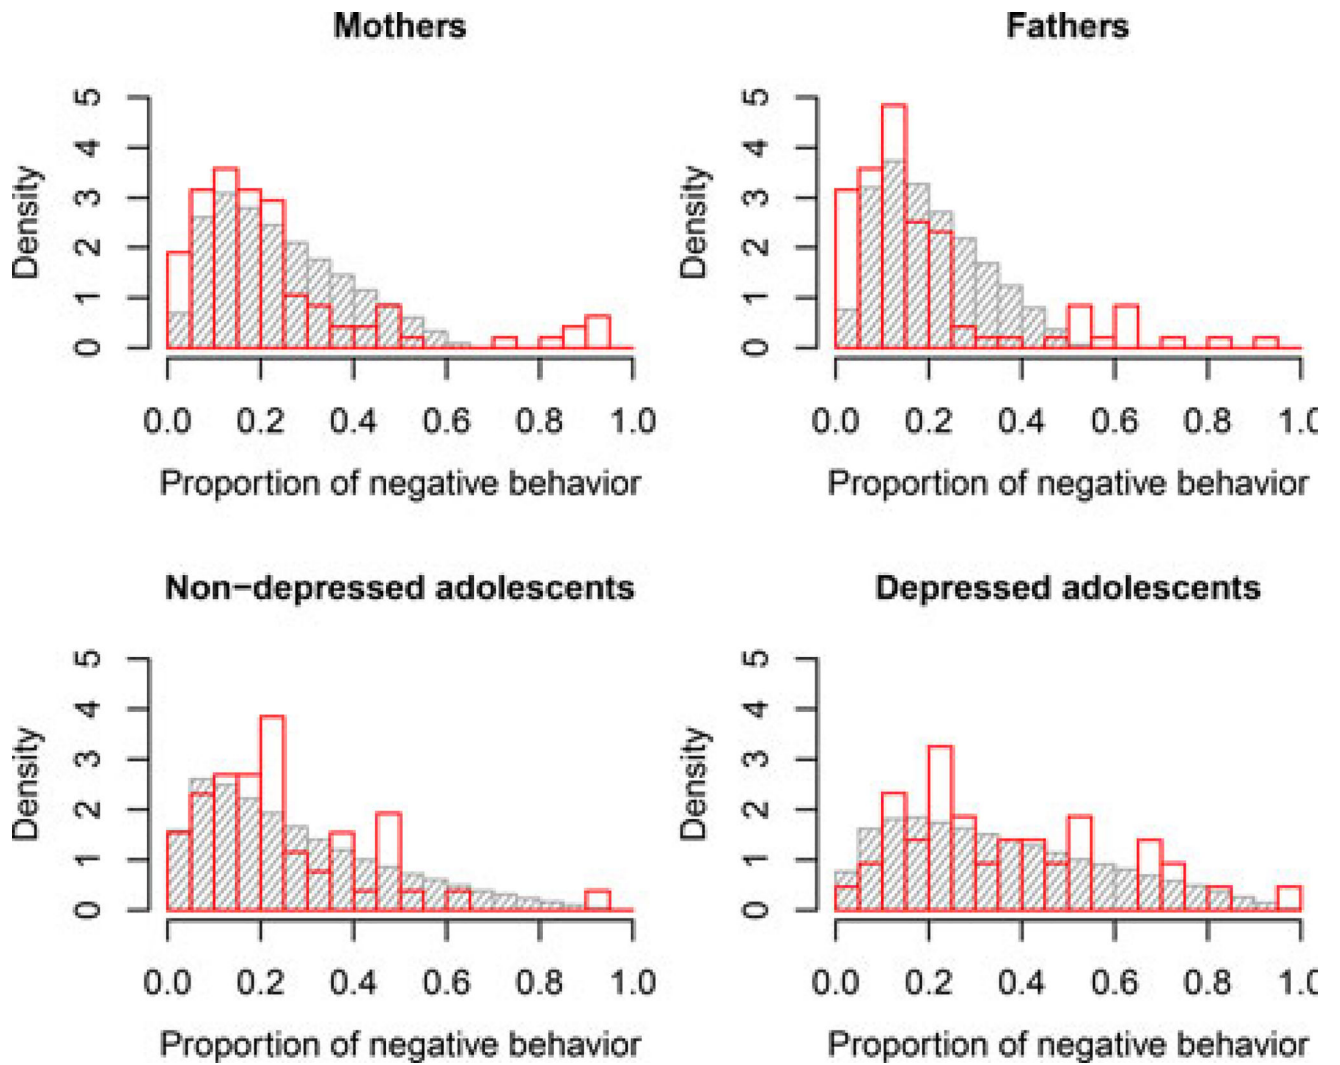 Mothers
Density
0 1 2 3 4 5
0.0 0.2 0.4 0.6 0.8 1.0
Proportion of negative behavior
Fathers
Density
0 1 2 3 4 5
0.0 0.2 0.4 0.6 0.8 1.0
Proportion of negative behavior
Non−depressed adolescents
Density
0 1 2 3 4 5
0.0 0.2 0.4 0.6 0.8 1.0
Proportion of negative behavior
Depressed adolescents
Density
0 1 2 3 4 5
0.0 0.2 0.4 0.6 0.8 1.0
Proportion of negative behavior